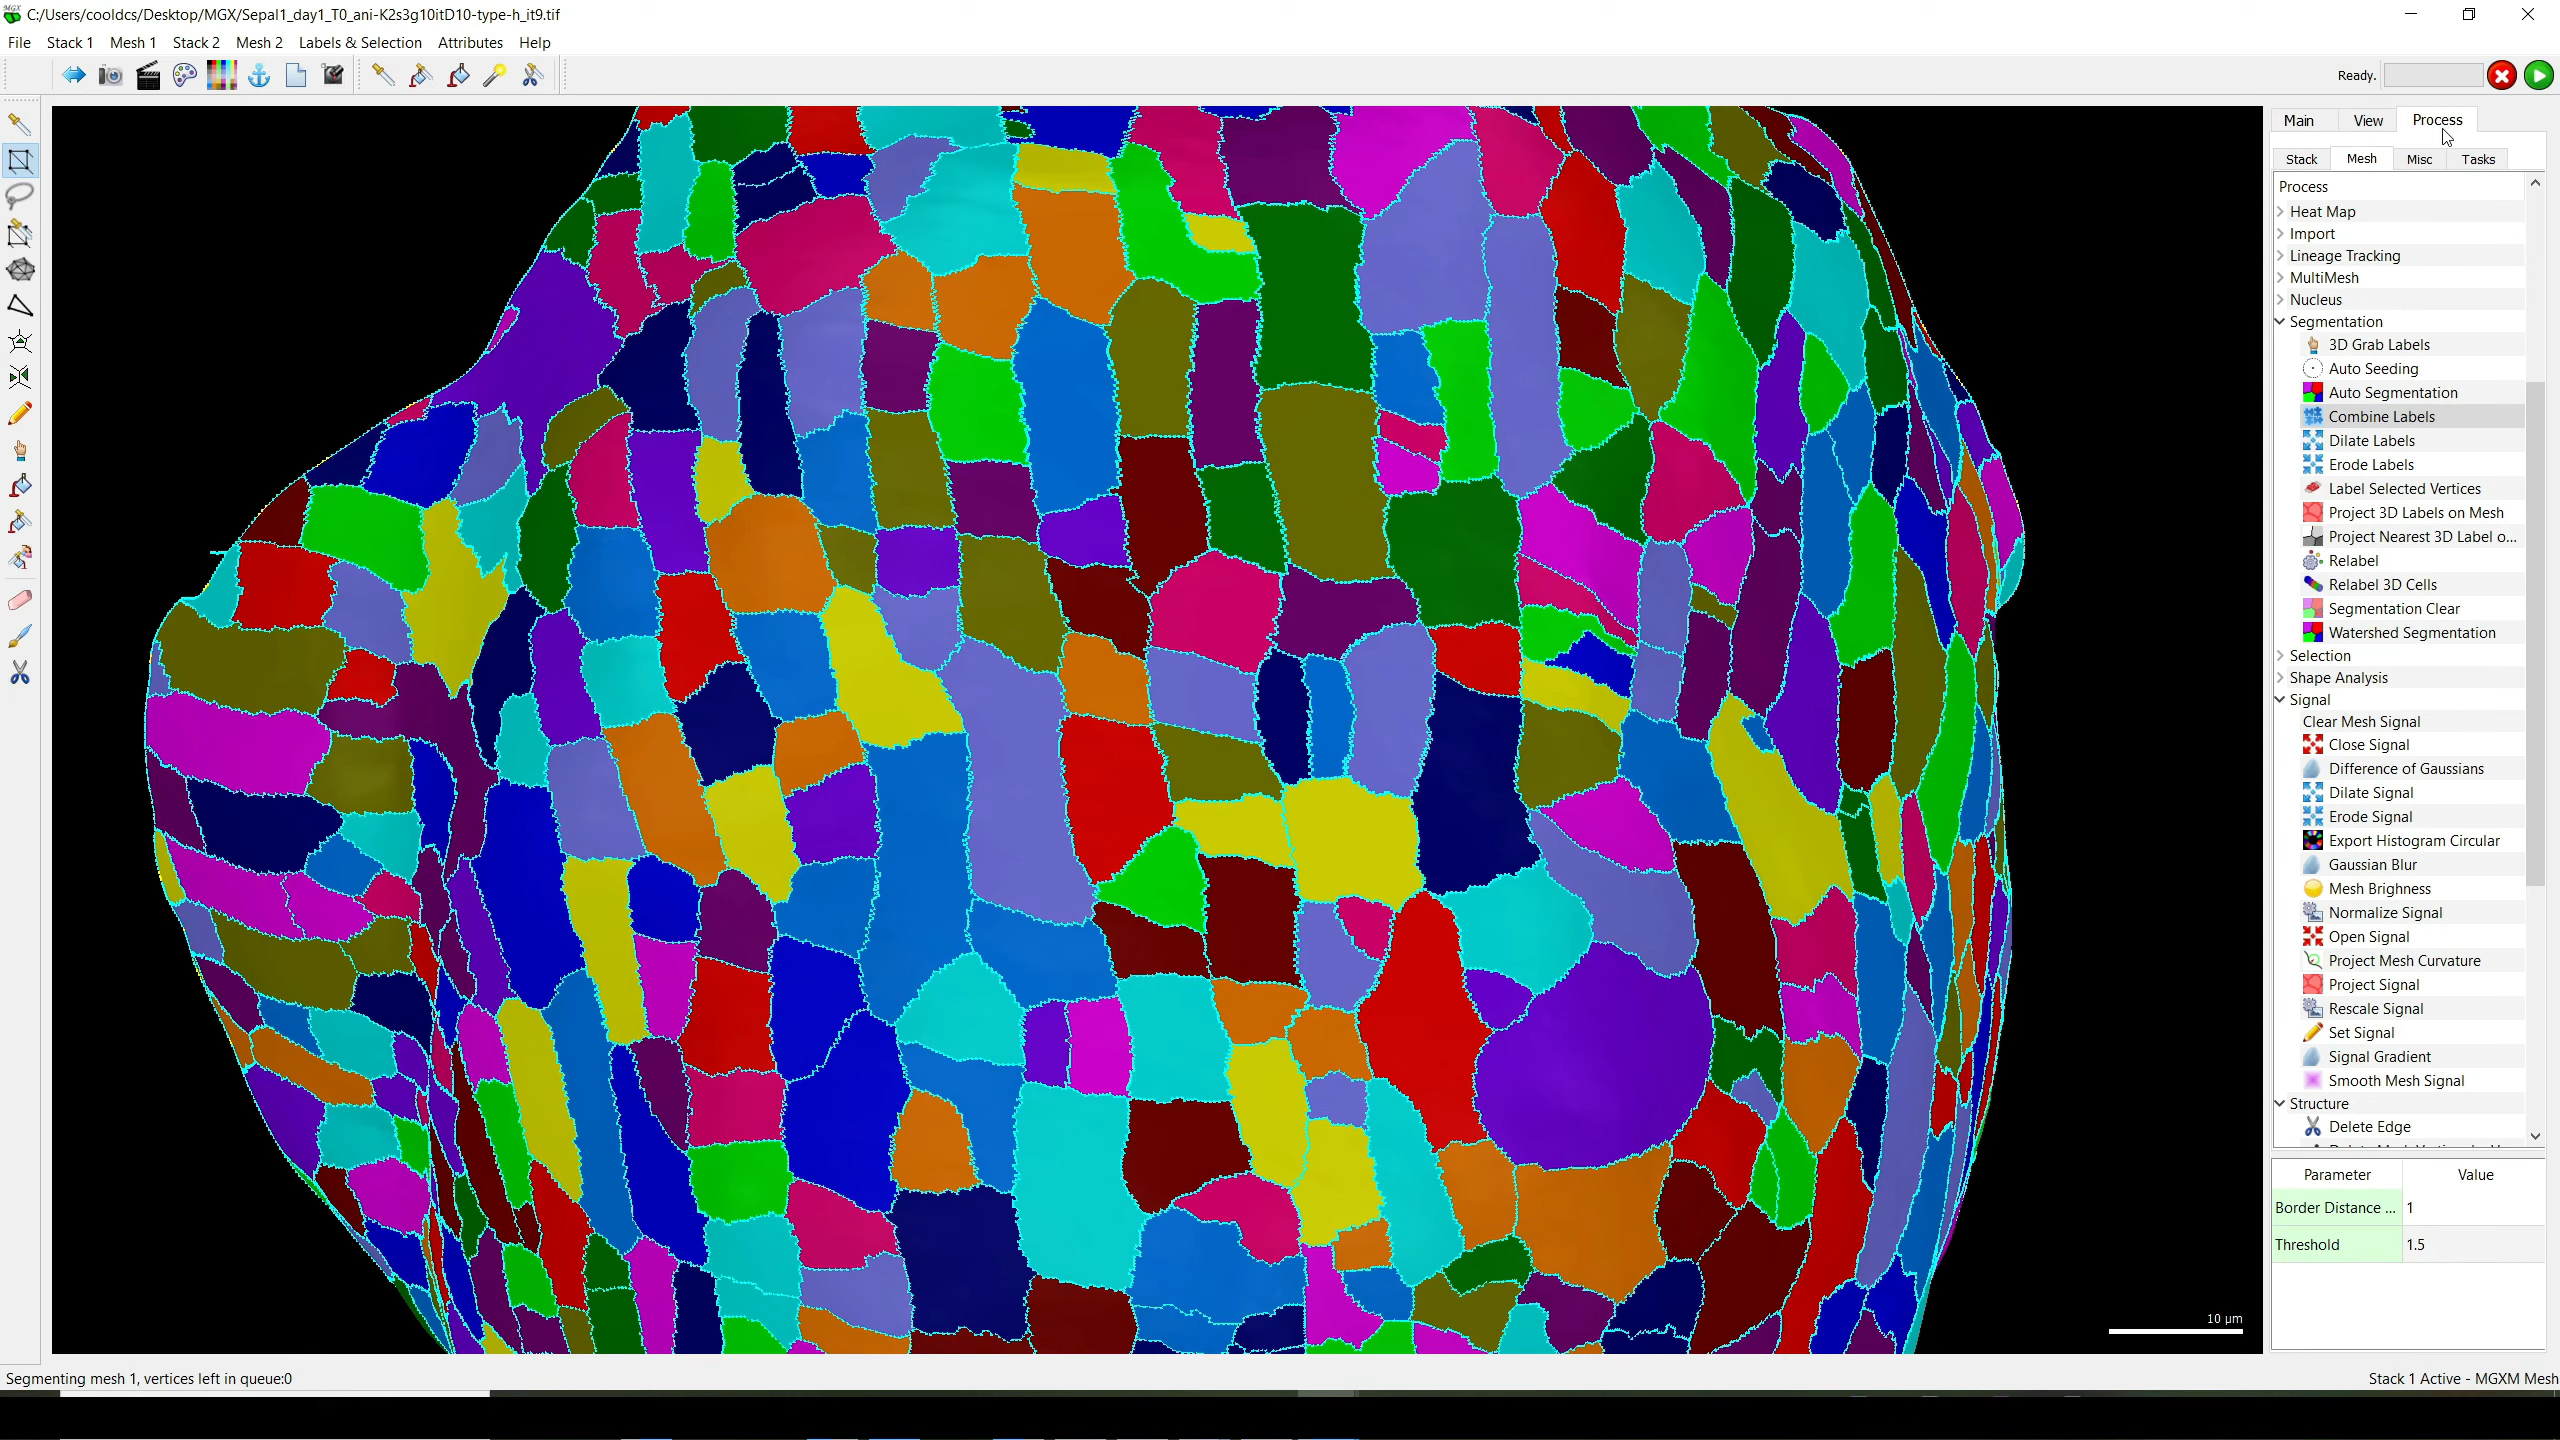 MGX
C:/Users/cooldcs/Desktop/MGX/Sepal1_day1_T0_ani-K2s3g10itD10-type-h_it9.tif
File Stack 1 Mesh 1 Stack 2 Mesh 2 Labels & Selection Attributes Help
Ready.
Main View Process
Stack Mesh Misc Tasks
Process
Heat Map
Import
Lineage Tracking
MultiMesh
Nucleus
Segmentation
3D Grab Labels
Auto Seeding
Auto Segmentation
Combine Labels
Dilate Labels
Erode Labels
Label Selected Vertices
Project 3D Labels on Mesh
Project Nearest 3D Label o...
Relabel
Relabel 3D Cells
Segmentation Clear
Watershed Segmentation
Selection
Shape Analysis
Signal
Clear Mesh Signal
Close Signal
Difference of Gaussians
Dilate Signal
Erode Signal
Export Histogram Circular
Gaussian Blur
Mesh Brighness
Normalize Signal
Open Signal
Project Mesh Curvature
Project Signal
Rescale Signal
Set Signal
Signal Gradient
Smooth Mesh Signal
Structure
Delete Edge
Parameter Value
Border Distance ... 1
Threshold 1.5
10 µm
Segmenting mesh 1, vertices left in queue:0
Stack 1 Active - MGXM Mesh